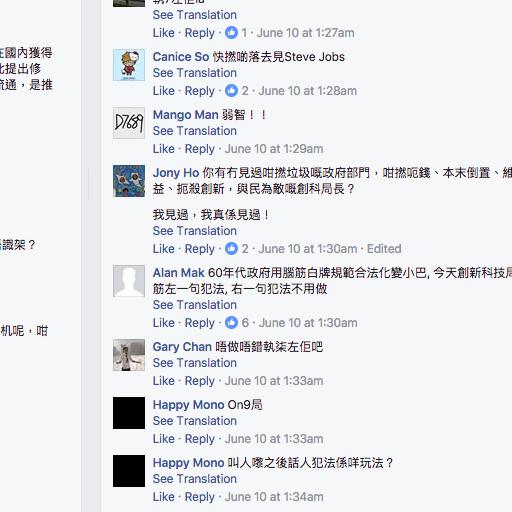 在國內獲得
比提出修
流通，是推
識架？
机呢，咁
See Translation
Like · Reply · 1 · June 10 at 1:27am
Canice So 快撚啲落去見Steve Jobs
See Translation
Like · Reply · 2 · June 10 at 1:28am
Mango Man 弱智！！
See Translation
Like · Reply · June 10 at 1:29am
D7689
Jony Ho 你有冇見過咁撚垃圾嘅政府部門，咁撚呃錢、本末倒置、維
益、扼殺創新，與民為敵嘅創科局長？
我見過，我真係見過！
See Translation
Like · Reply · 2 · June 10 at 1:30am · Edited
Alan Mak 60年代政府用腦筋白牌規範合法化變小巴, 今天創新科技局
筋左一句犯法, 右一句犯法不用做
See Translation
Like · Reply · 6 · June 10 at 1:30am
Gary Chan 唔做唔錯執柒左佢吧
See Translation
Like · Reply · June 10 at 1:33am
Happy Mono On9局
See Translation
Like · Reply · June 10 at 1:33am
Happy Mono 叫人嚟之後話人犯法係咩玩法？
See Translation
Like · Reply · June 10 at 1:34am